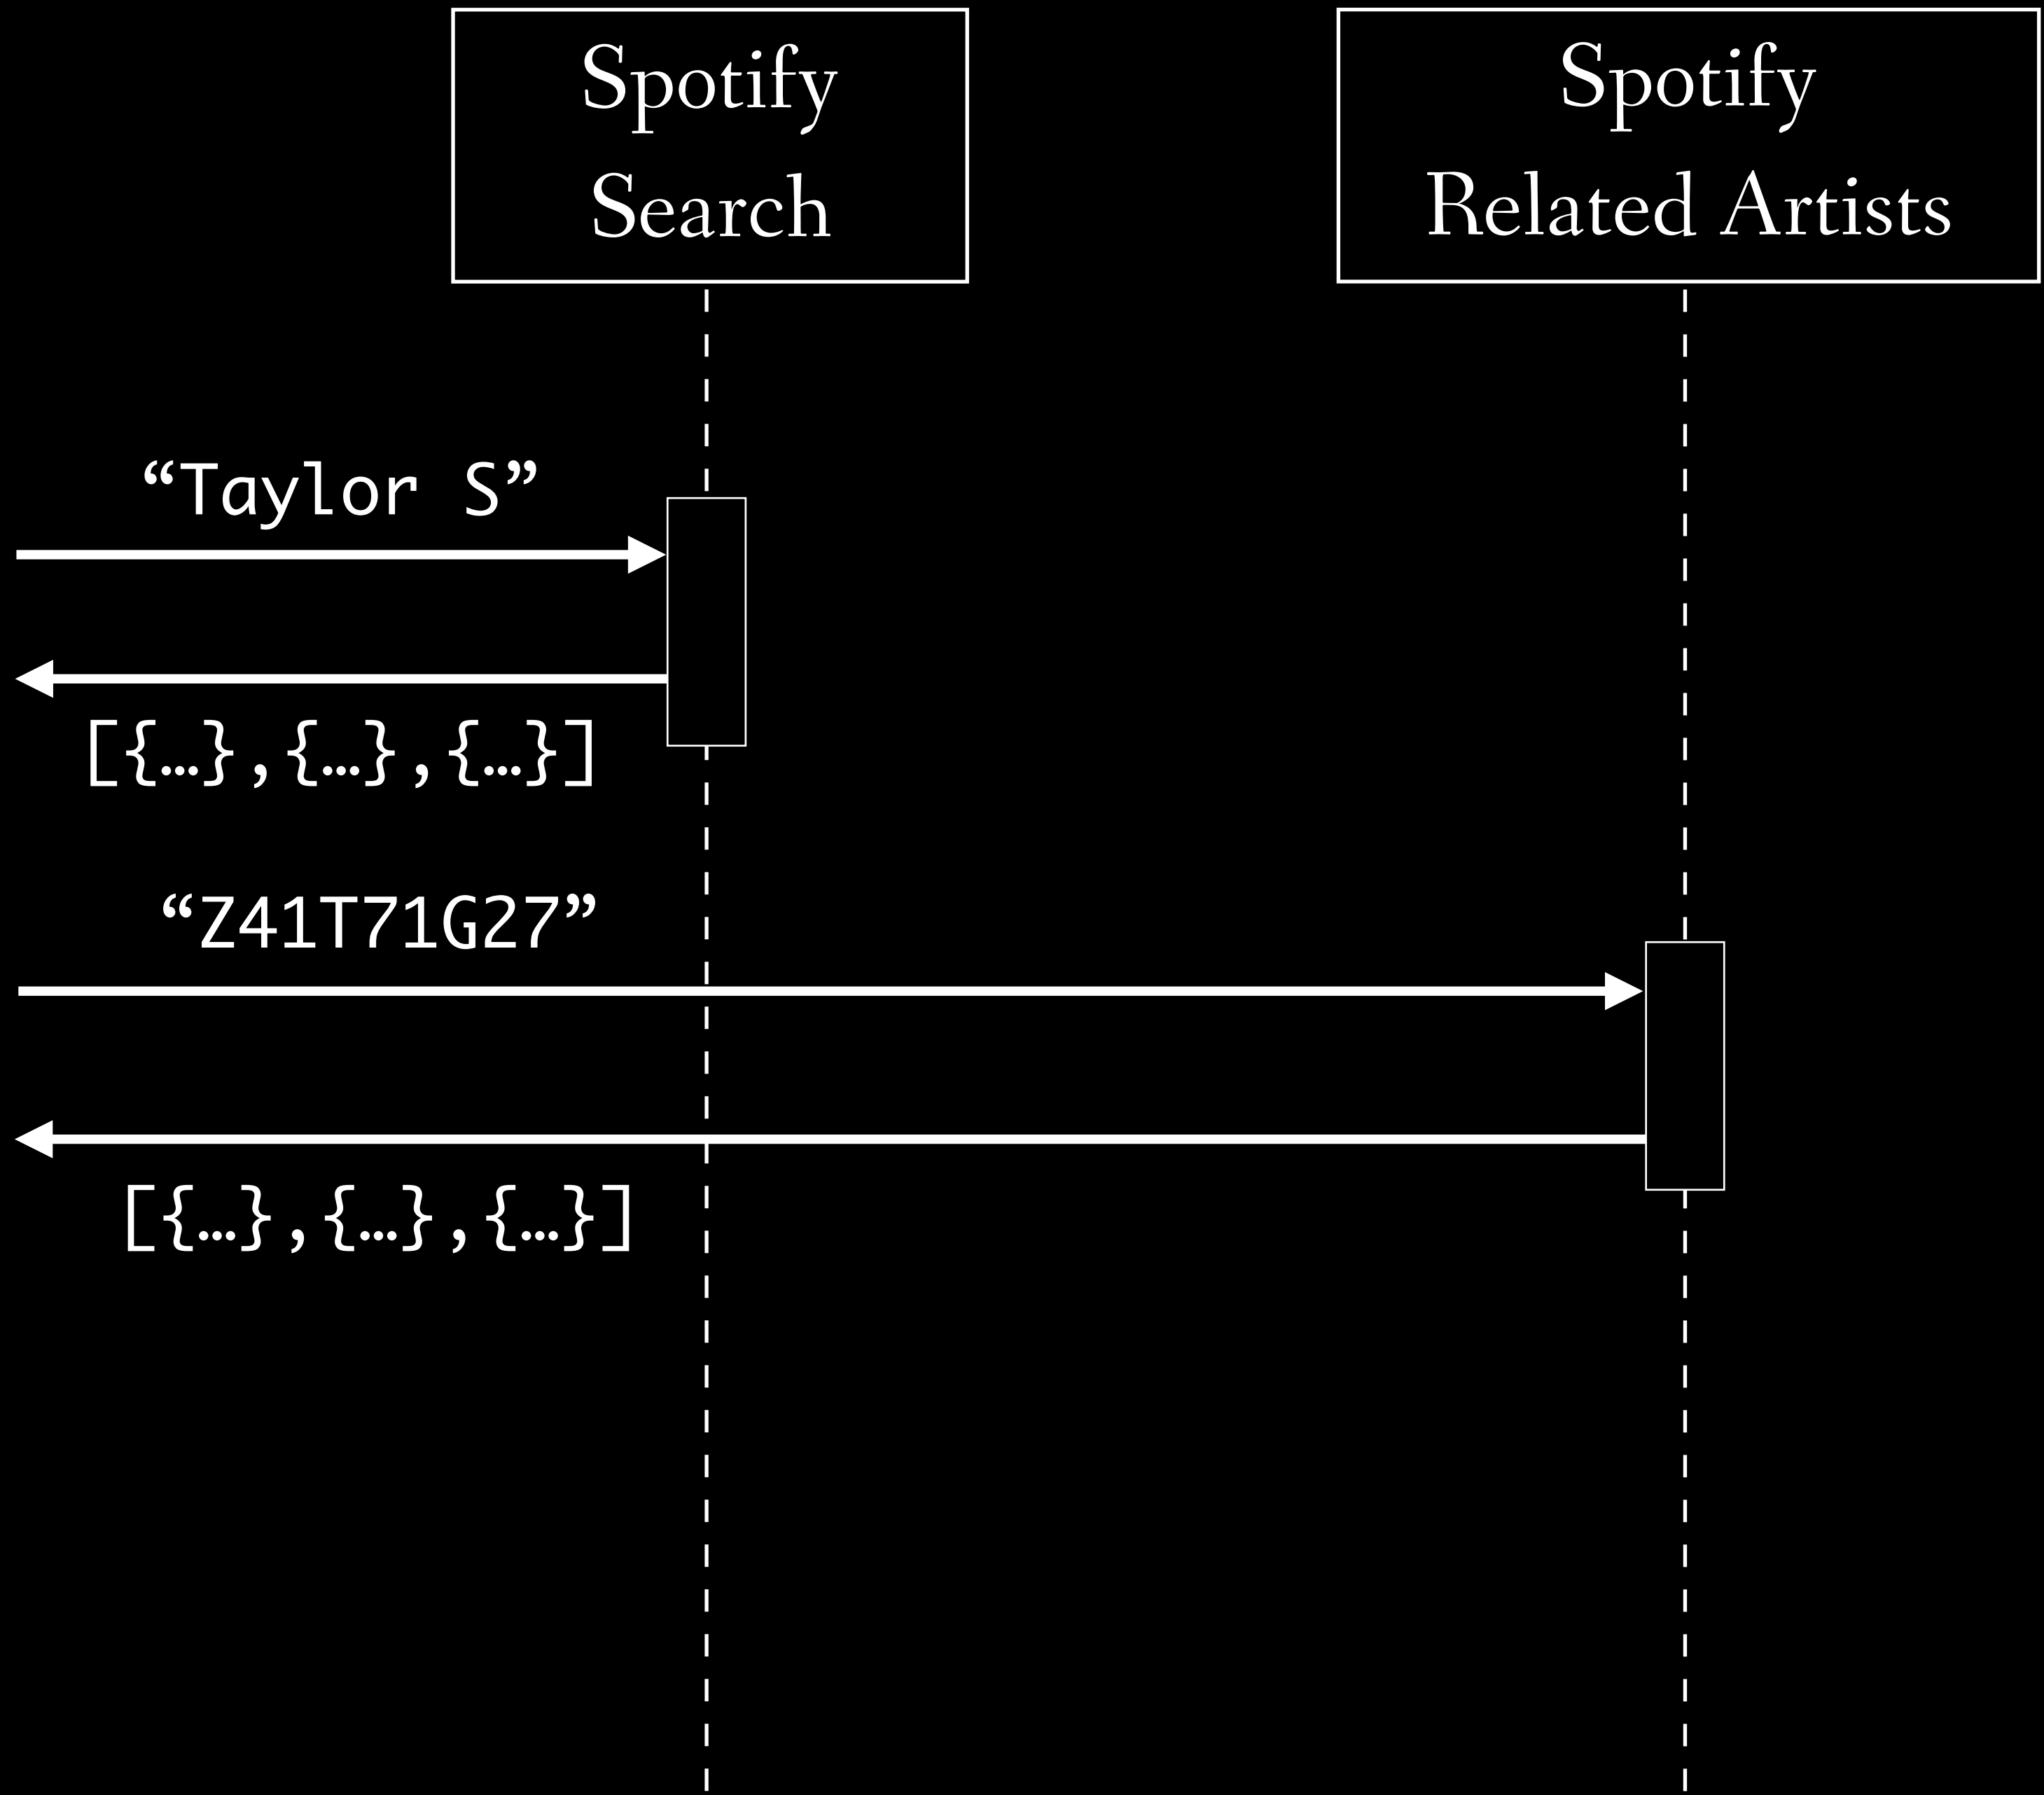 Spotify
Search
Spotify
Related Artists
“Taylor S”
[{…},{…},{…}]
“Z41T71G27”
[{…},{…},{…}]